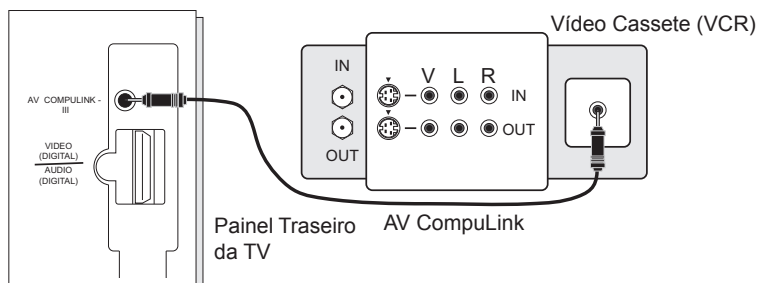 Vídeo Cassete (VCR)
IN
V L R
IN
OUT
OUT
AV COMPULINK -
III
VIDEO
(DIGITAL)
AUDIO
(DIGITAL)
Painel Traseiro
da TV
AV CompuLink